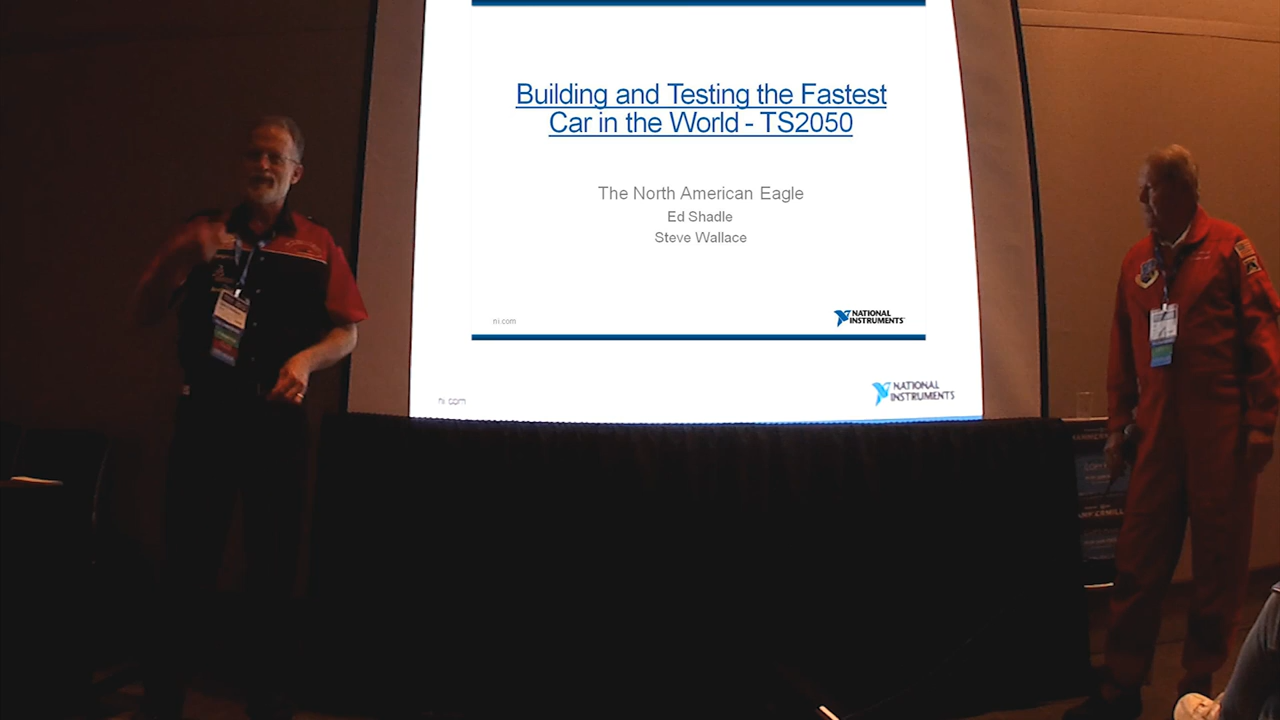 Building and Testing the Fastest
Car in the World - TS2050
The North American Eagle
Ed Shadle
Steve Wallace
ni.com
NATIONAL
INSTRUMENTS
ni.com
NATIONAL
INSTRUMENTS